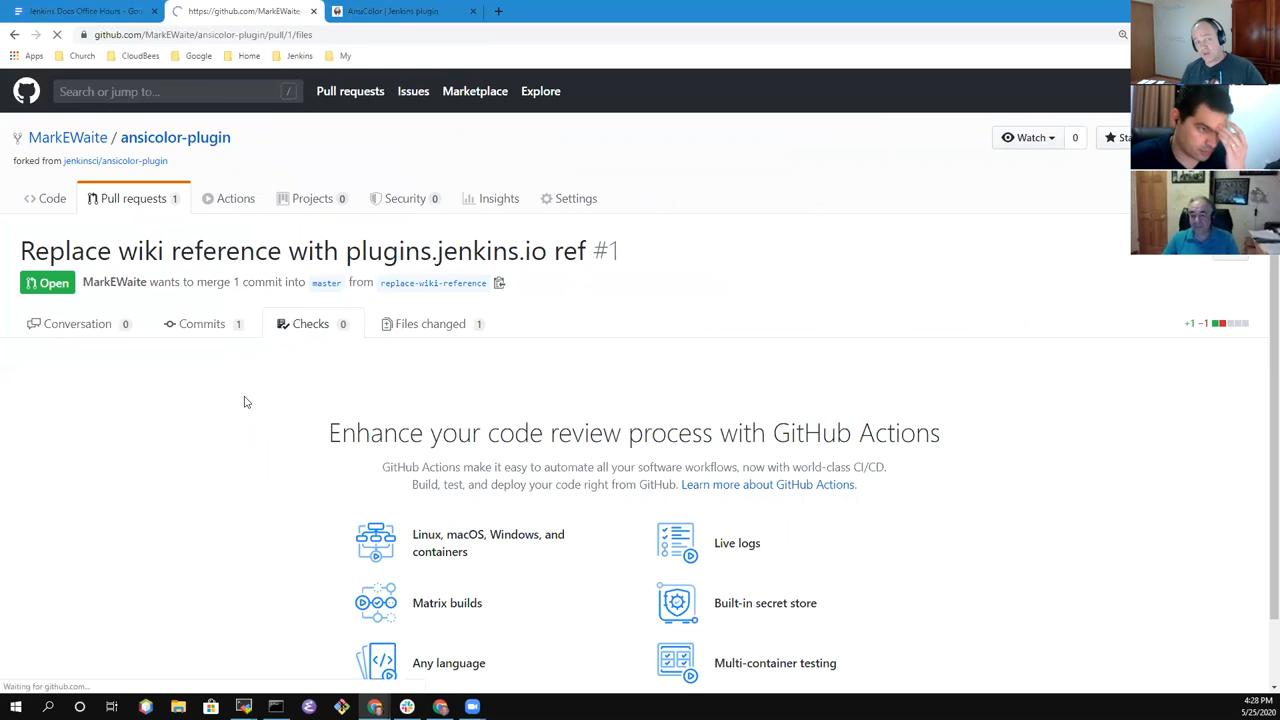 Jenkins Docs Office Hours - Goo
https://github.com/MarkEWaite
AnsiColor | Jenkins plugin
github.com/MarkEWaite/ansicolor-plugin/pull/1/files
Apps Church CloudBees Google Home Jenkins My
Search or jump to... /
Pull requests Issues Marketplace Explore
MarkEWaite / ansicolor-plugin
Watch 0 Sta
forked from jenkinsci/ansicolor-plugin
Code Pull requests 1 Actions Projects 0 Security 0 Insights Settings
Replace wiki reference with plugins.jenkins.io ref #1
Open MarkEWaite wants to merge 1 commit into master from replace-wiki-reference
Conversation 0 Commits 1 Checks 0 Files changed 1 +1 −1
Enhance your code review process with GitHub Actions
GitHub Actions make it easy to automate all your software workflows, now with world-class CI/CD.
Build, test, and deploy your code right from GitHub. Learn more about GitHub Actions.
Linux, macOS, Windows, and
containers
Live logs
Matrix builds
Built-in secret store
Any language
Multi-container testing
Waiting for github.com...
4:28 PM
5/25/2020